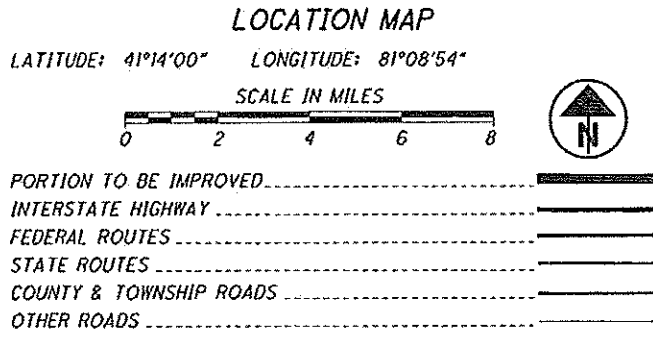 LOCATION MAP
LATITUDE: 41°14'00" LONGITUDE: 81°08'54"
SCALE IN MILES
0 2 4 6 8
N
PORTION TO BE IMPROVED
INTERSTATE HIGHWAY
FEDERAL ROUTES
STATE ROUTES
COUNTY & TOWNSHIP ROADS
OTHER ROADS